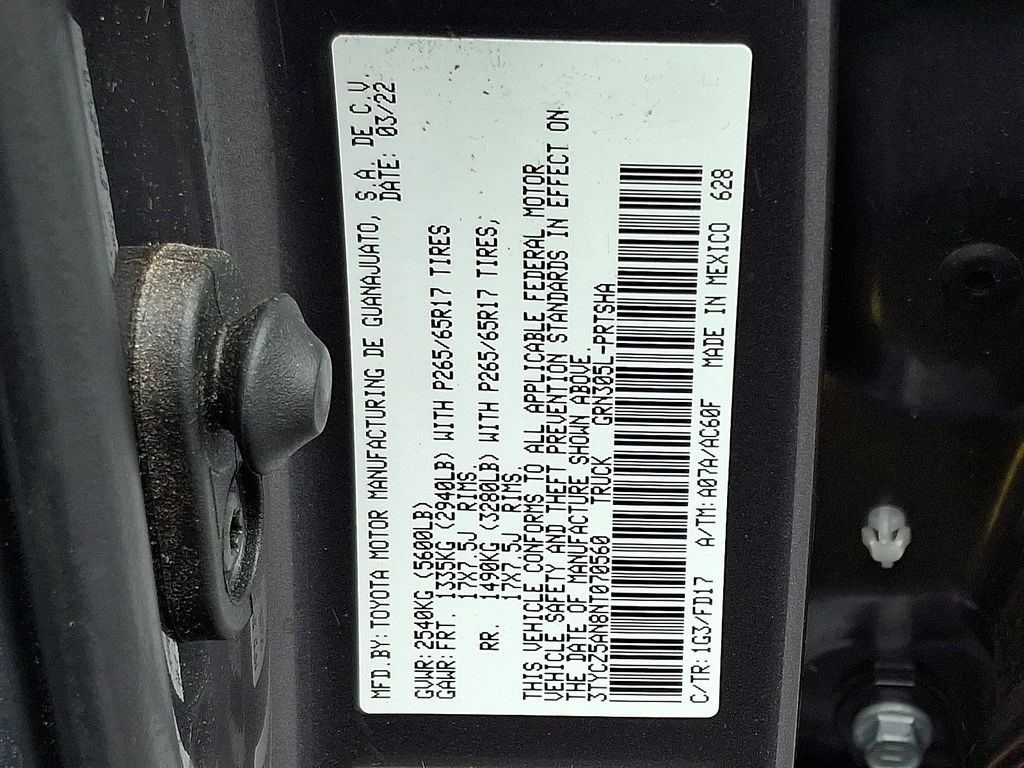 MFD.BY: TOYOTA MOTOR MANUFACTURING DE GUANAJUATO, S.A. DE C.V.
DATE: 03/22
GVWR: 2540KG (5600LB)
GAWR: FRT. 1335KG (2940LB) WITH P265/65R17 TIRES
17X7.5J RIMS.
RR. 1490KG (3280LB) WITH P265/65R17 TIRES,
17X7.5J RIMS.
THIS VEHICLE CONFORMS TO ALL APPLICABLE FEDERAL MOTOR
VEHICLE SAFETY AND THEFT PREVENTION STANDARDS IN EFFECT ON
THE DATE OF MANUFACTURE SHOWN ABOVE.
3TYCZ5AN8NT070560 TRUCK GRN305L-PRTSHA
C/TR: 1G3/FD17 A/TM: A07A/AC60F MADE IN MEXICO 628